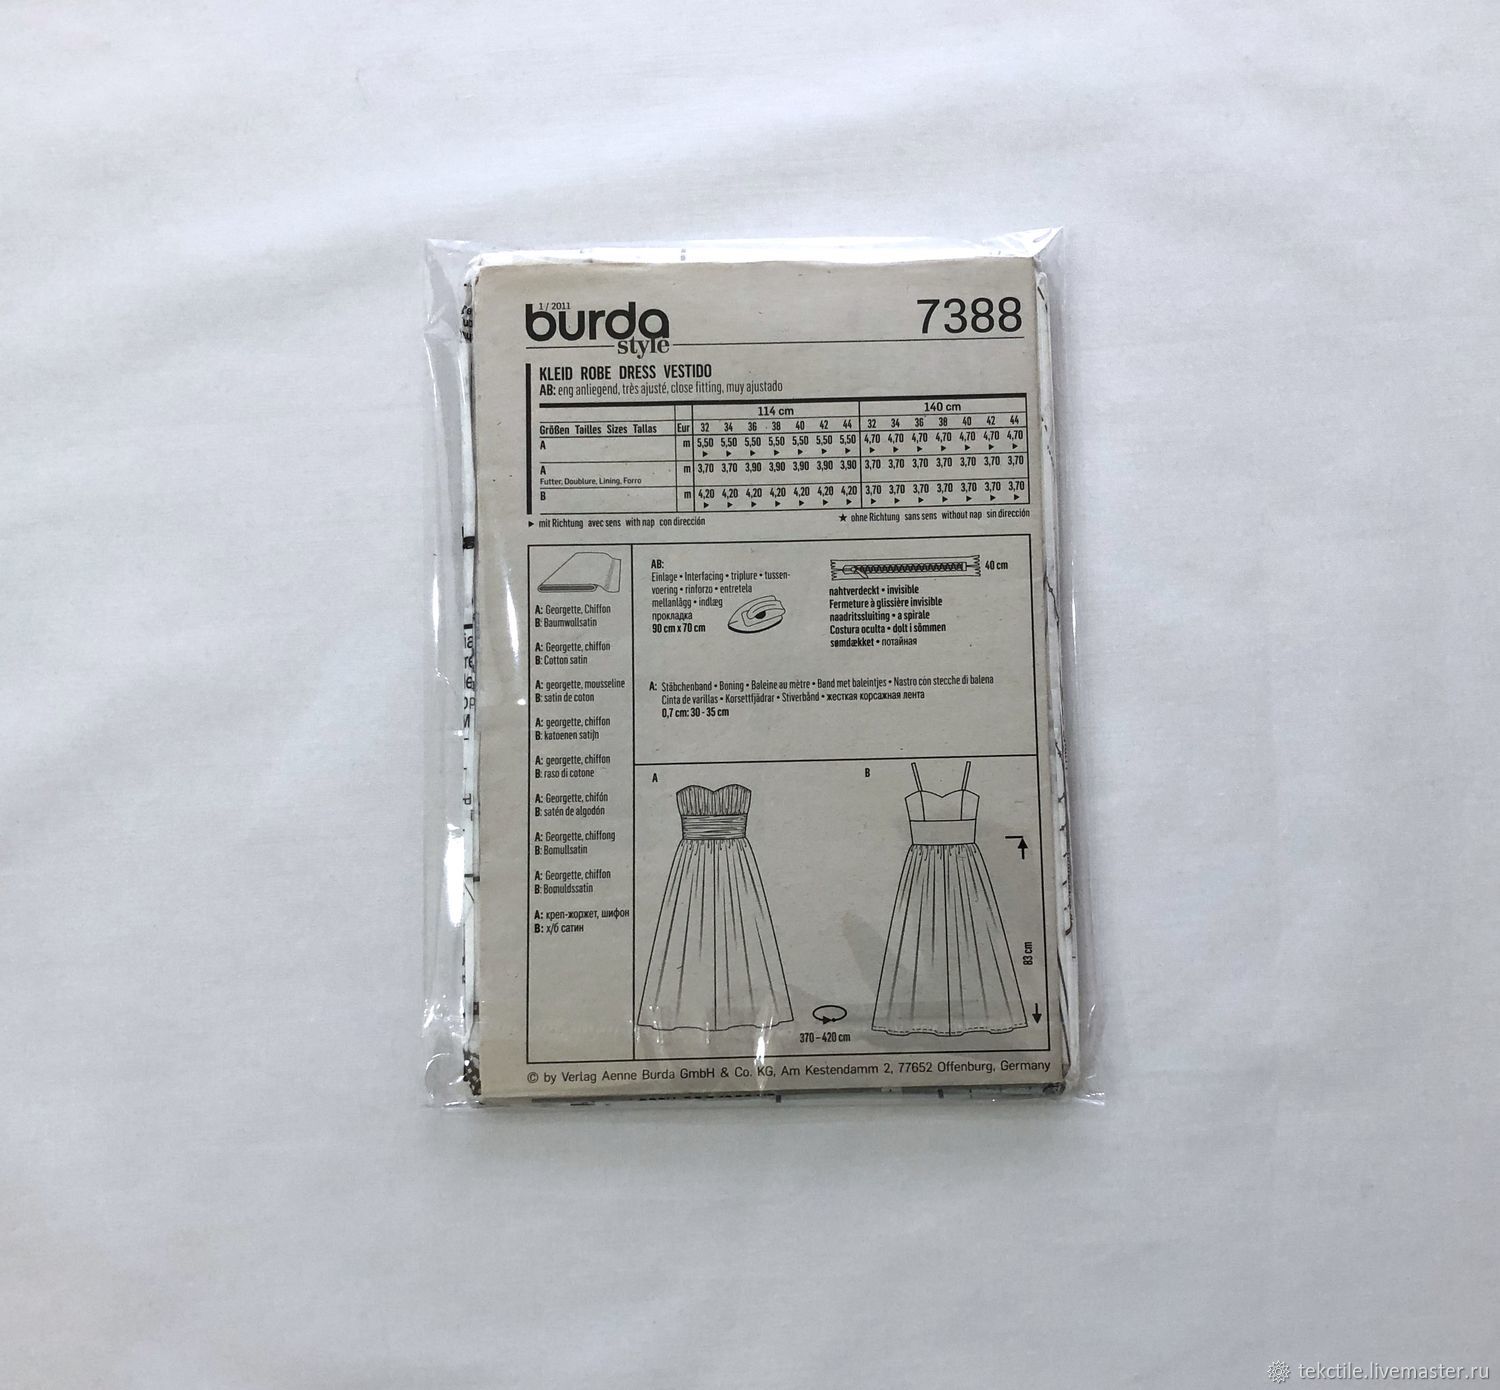 1 / 2011
burda
style
7388
KLEID ROBE DRESS VESTIDO
AB: eng anliegend, très ajusté, close fitting, muy ajustado
114 cm 140 cm
Größen Tailles Sizes Tallas Eur 32 34 36 38 40 42 44 32 34 36 38 40 42 44
A m 5,50 5,50 5,50 5,50 5,50 5,50 5,50 4,70 4,70 4,70 4,70 4,70 4,70 4,70
A m 3,70 3,70 3,90 3,90 3,90 3,90 3,90 3,70 3,70 3,70 3,70 3,70 3,70 3,70
Futter, Doublure, Lining, Forro
B m 4,20 4,20 4,20 4,20 4,20 4,20 4,20 3,70 3,70 3,70 3,70 3,70 3,70 3,70
► mit Richtung avec sens with nap con dirección
★ ohne Richtung sans sens without nap sin dirección
A: Georgette, Chiffon
B: Baumwollsatin
A: Georgette, chiffon
B: Cotton satin
A: georgette, mousseline
B: satin de coton
A: georgette, chiffon
B: katoenen satijn
A: georgette, chiffon
B: raso di cotone
A: Georgette, chifón
B: satén de algodón
A: Georgette, chiffong
B: Bomullsatin
A: Georgette, chiffon
B: Bomuldssatin
A: креп-жоржет, шифон
B: х/б сатин
AB:
Einlage • Interfacing • triplure • tussen-
voering • rinforzo • entretela
mellanlägg • indlæg
прокладка
90 cm x 70 cm
40 cm
nahtverdeckt • invisible
Fermeture à glissière invisible
naadritssluiting • a spirale
Costura oculta • dolt i sömmen
sømdækket • потайная
A: Stäbchenband • Boning • Baleine au mètre • Band met baleintjes • Nastro con stecche di balena
Cinta de varillas • Korsettfjädrar • Stiverbånd • жесткая корсажная лента
0,7 cm: 30 - 35 cm
A
B
83 cm
370 – 420 cm
© by Verlag Aenne Burda GmbH & Co. KG, Am Kestendamm 2, 77652 Offenburg, Germany
tekctile.livemaster.ru